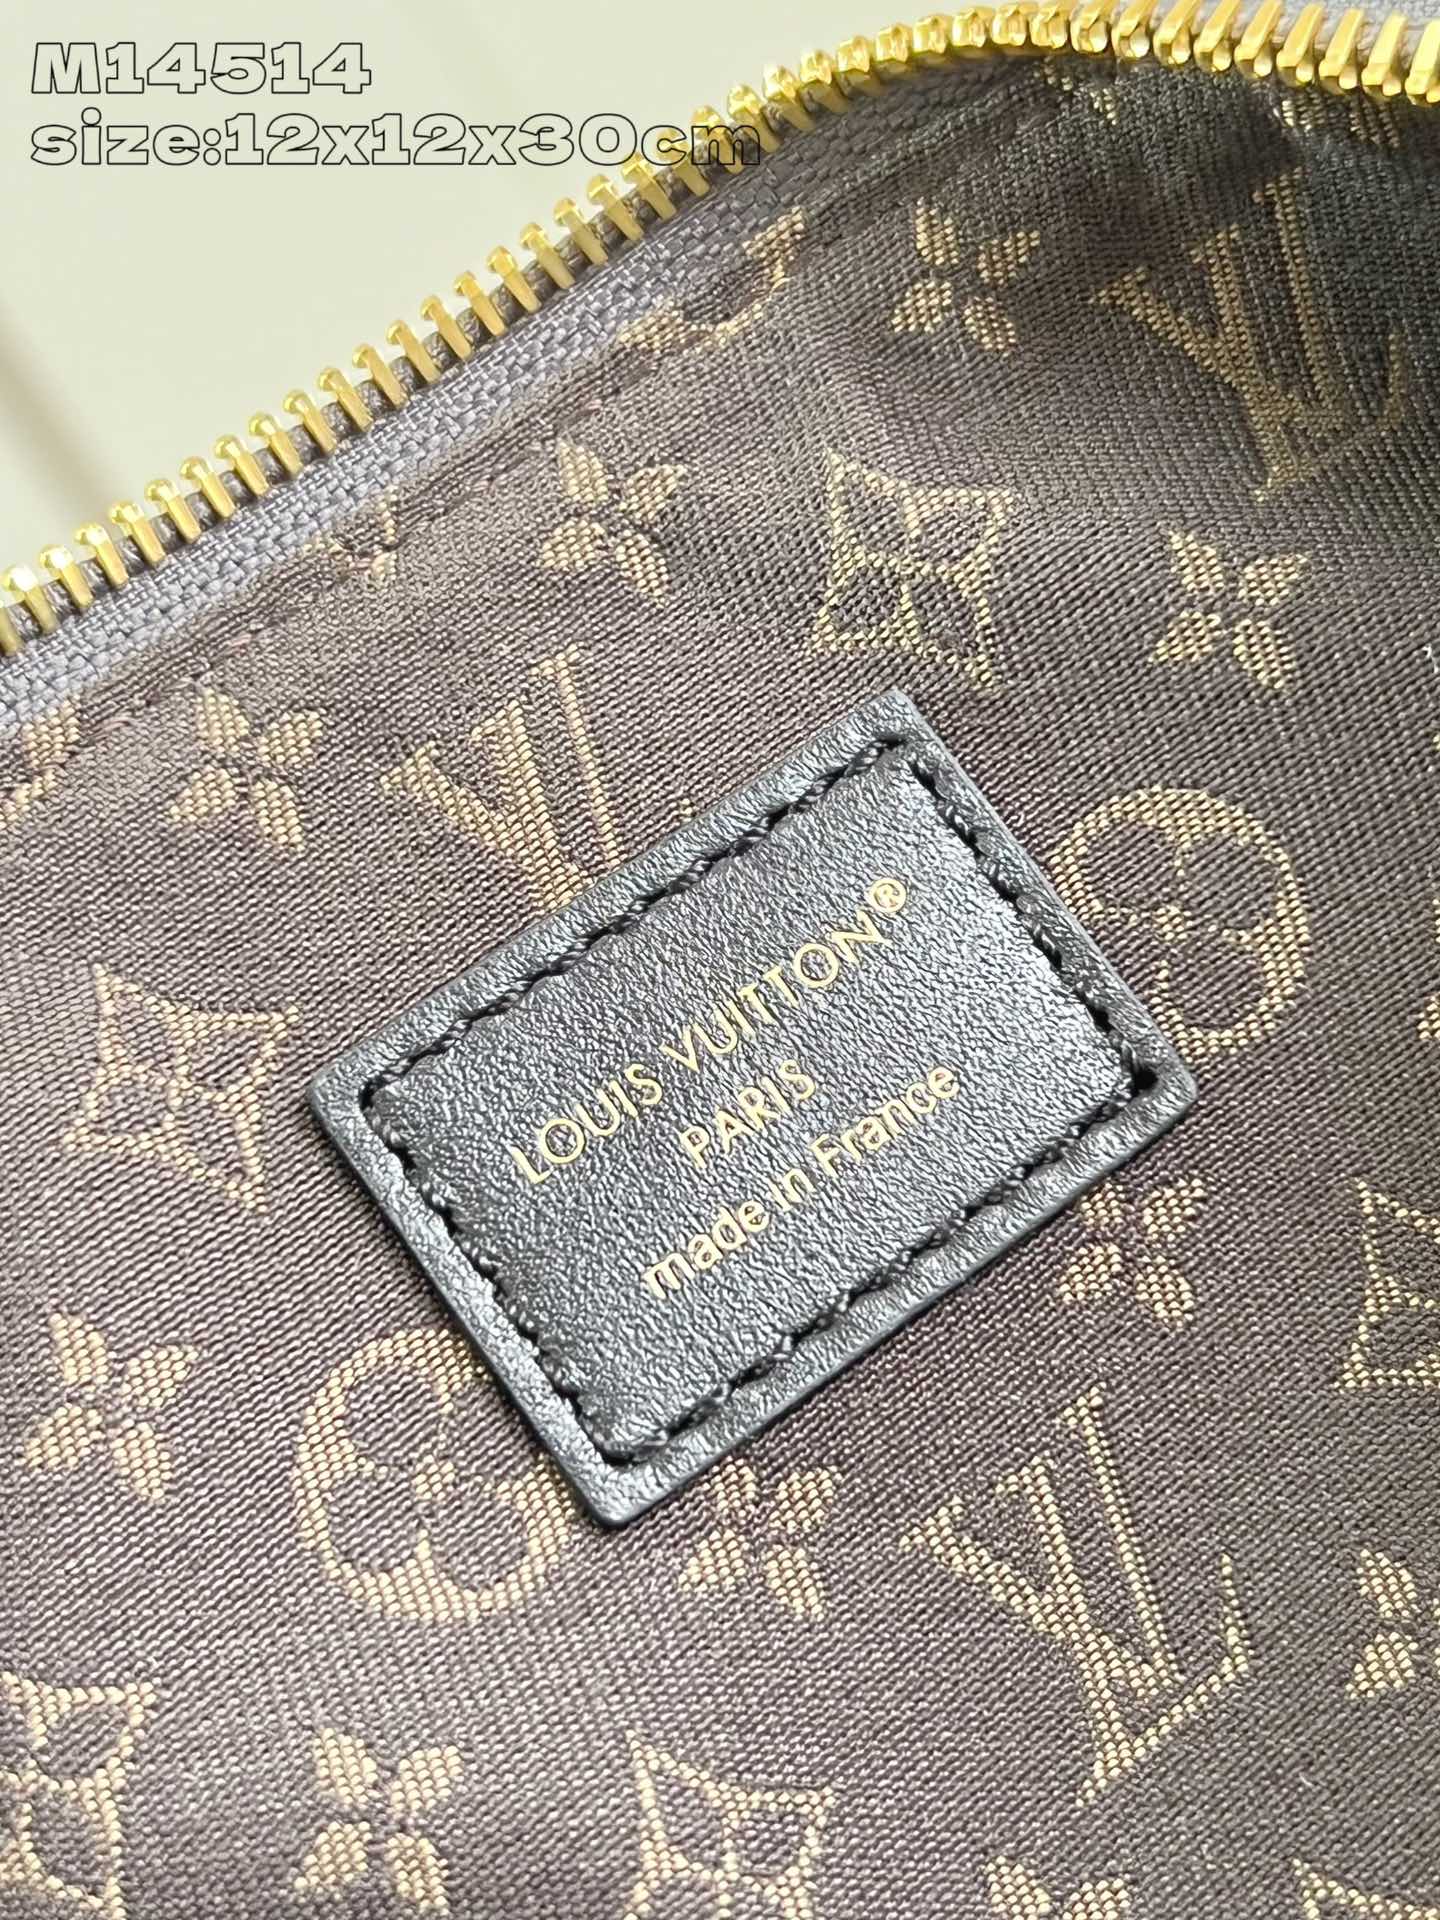 M14514
size:12x12x30cm
LOUIS VUITTON®
PARIS
made in France